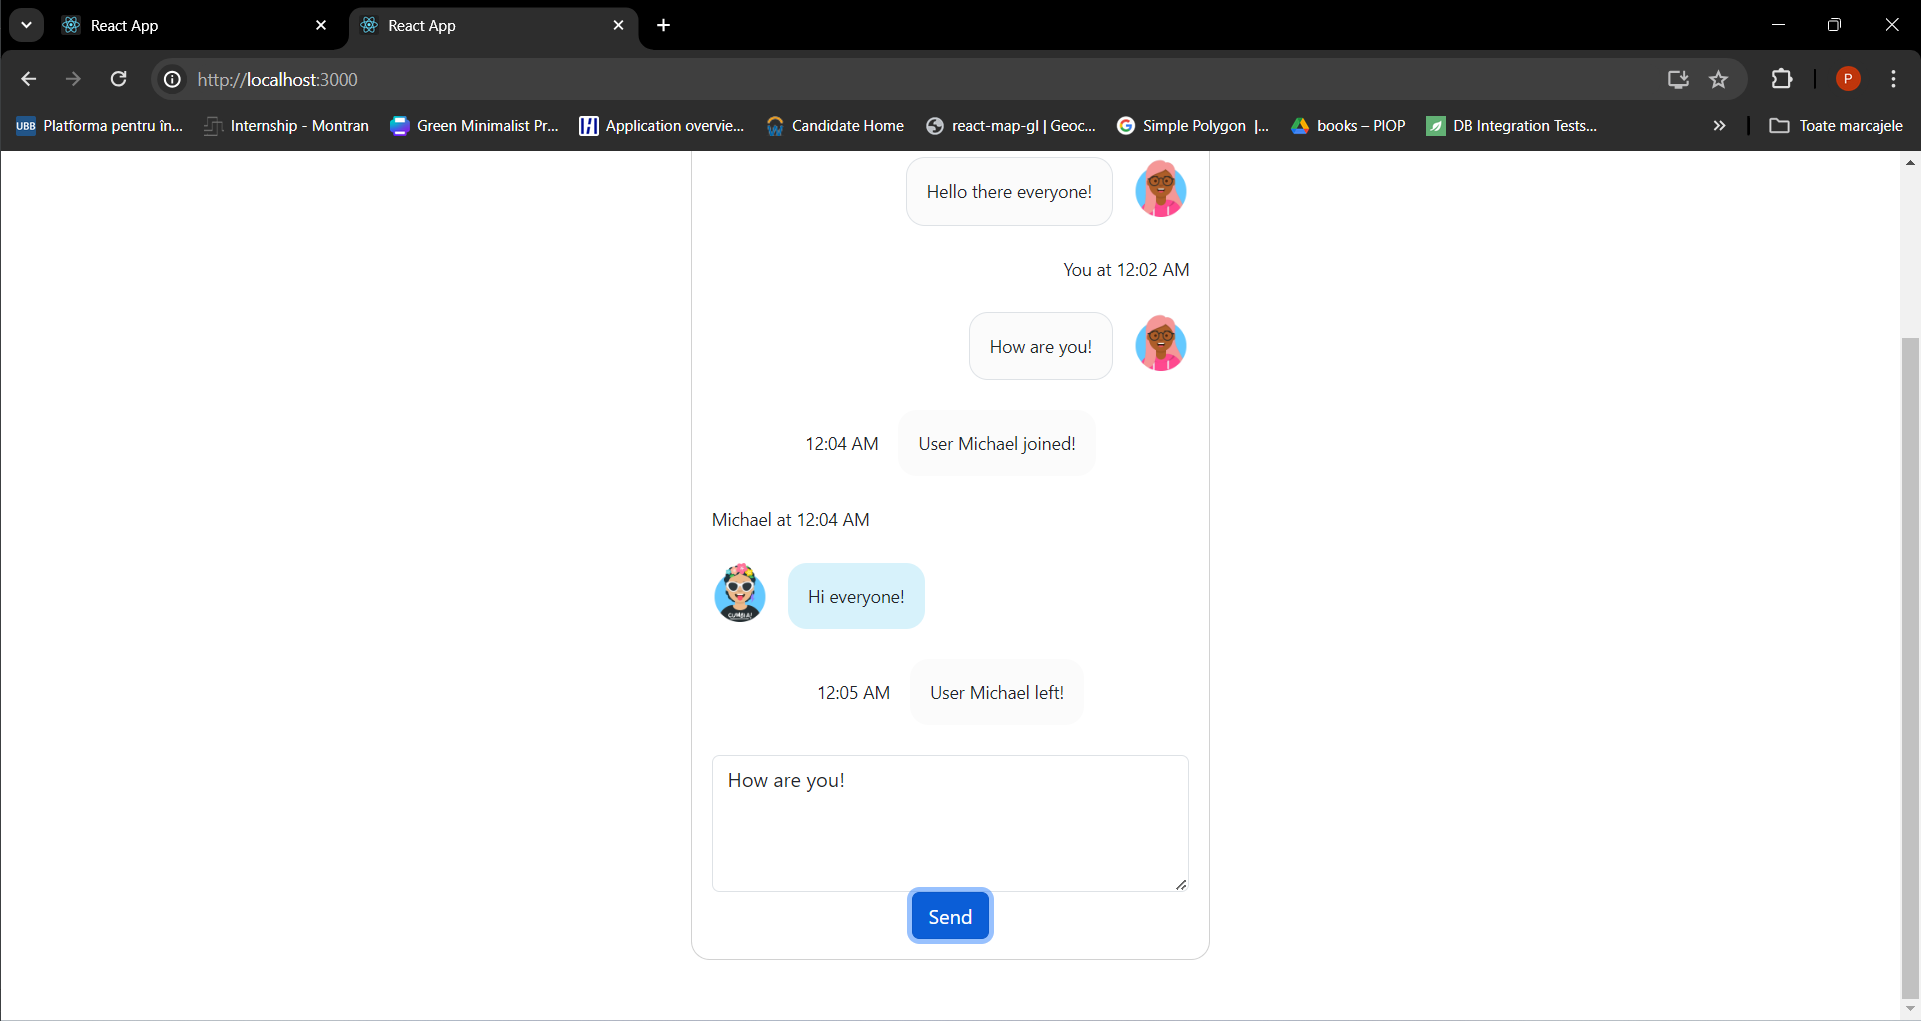 React App
React App
http://localhost:3000
P
UBB Platforma pentru în...
Internship - Montran
Green Minimalist Pr...
Application overvie...
Candidate Home
react-map-gl | Geoc...
Simple Polygon |...
books – PIOP
DB Integration Tests...
Toate marcajele
Hello there everyone!
You at 12:02 AM
How are you!
12:04 AM User Michael joined!
Michael at 12:04 AM
Hi everyone!
12:05 AM User Michael left!
How are you!
Send